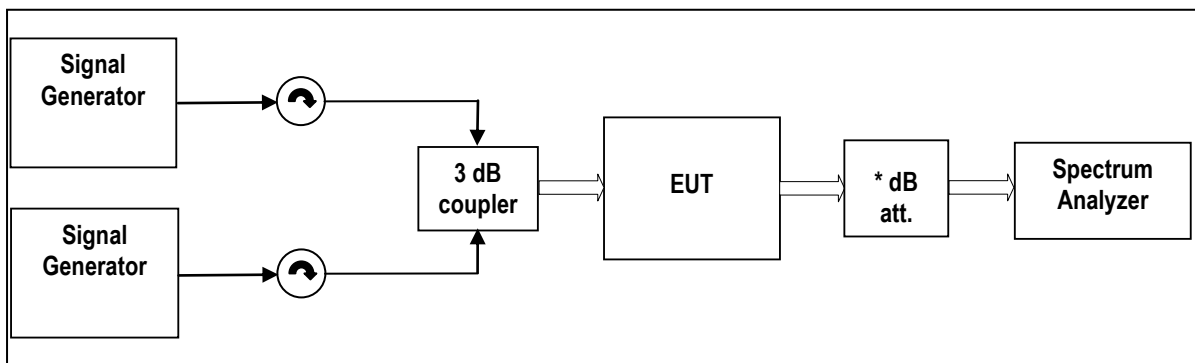 Signal
Generator
3 dB
coupler
EUT
* dB
att.
Spectrum
Analyzer
Signal
Generator